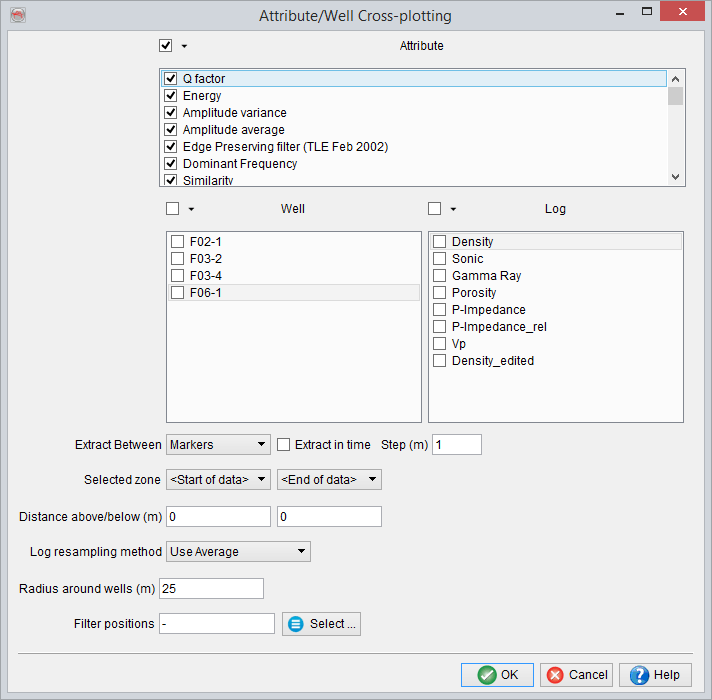 Attribute/Well Cross-plotting
Attribute
Q factor
Energy
Amplitude variance
Amplitude average
Edge Preserving filter (TLE Feb 2002)
Dominant Frequency
Similarity
Well
F02-1
F03-2
F03-4
F06-1
Log
Density
Sonic
Gamma Ray
Porosity
P-Impedance
P-Impedance_rel
Vp
Density_edited
Extract Between Markers Extract in time Step (m) 1
Selected zone <Start of data> <End of data>
Distance above/below (m) 0 0
Log resampling method Use Average
Radius around wells (m) 25
Filter positions - Select ...
OK Cancel Help